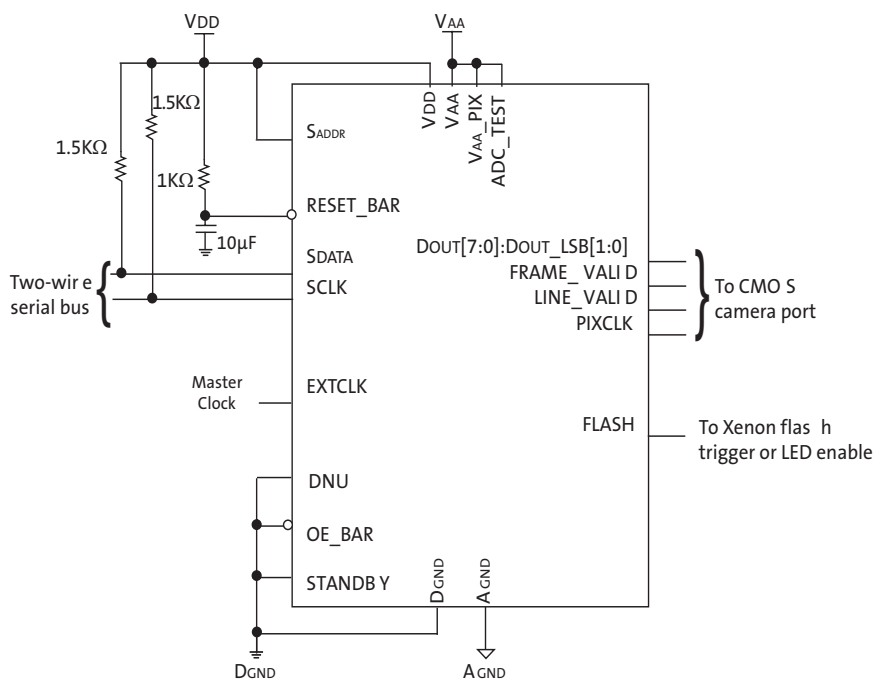 VDD
VAA
1.5KΩ
1.5KΩ
1KΩ
10µF
VDD
VAA
VAA_PIX
ADC_TEST
SADDR
RESET_BAR
SDATA
SCLK
Two-wir e
serial bus
DOUT[7:0]:DOUT_LSB[1:0]
FRAME_ VALI D
LINE_VALI D
PIXCLK
To CMO S
camera port
Master
Clock
EXTCLK
FLASH
To Xenon flas h
trigger or LED enable
DNU
OE_BAR
STANDB Y
DGND
AGND
DGND
AGND